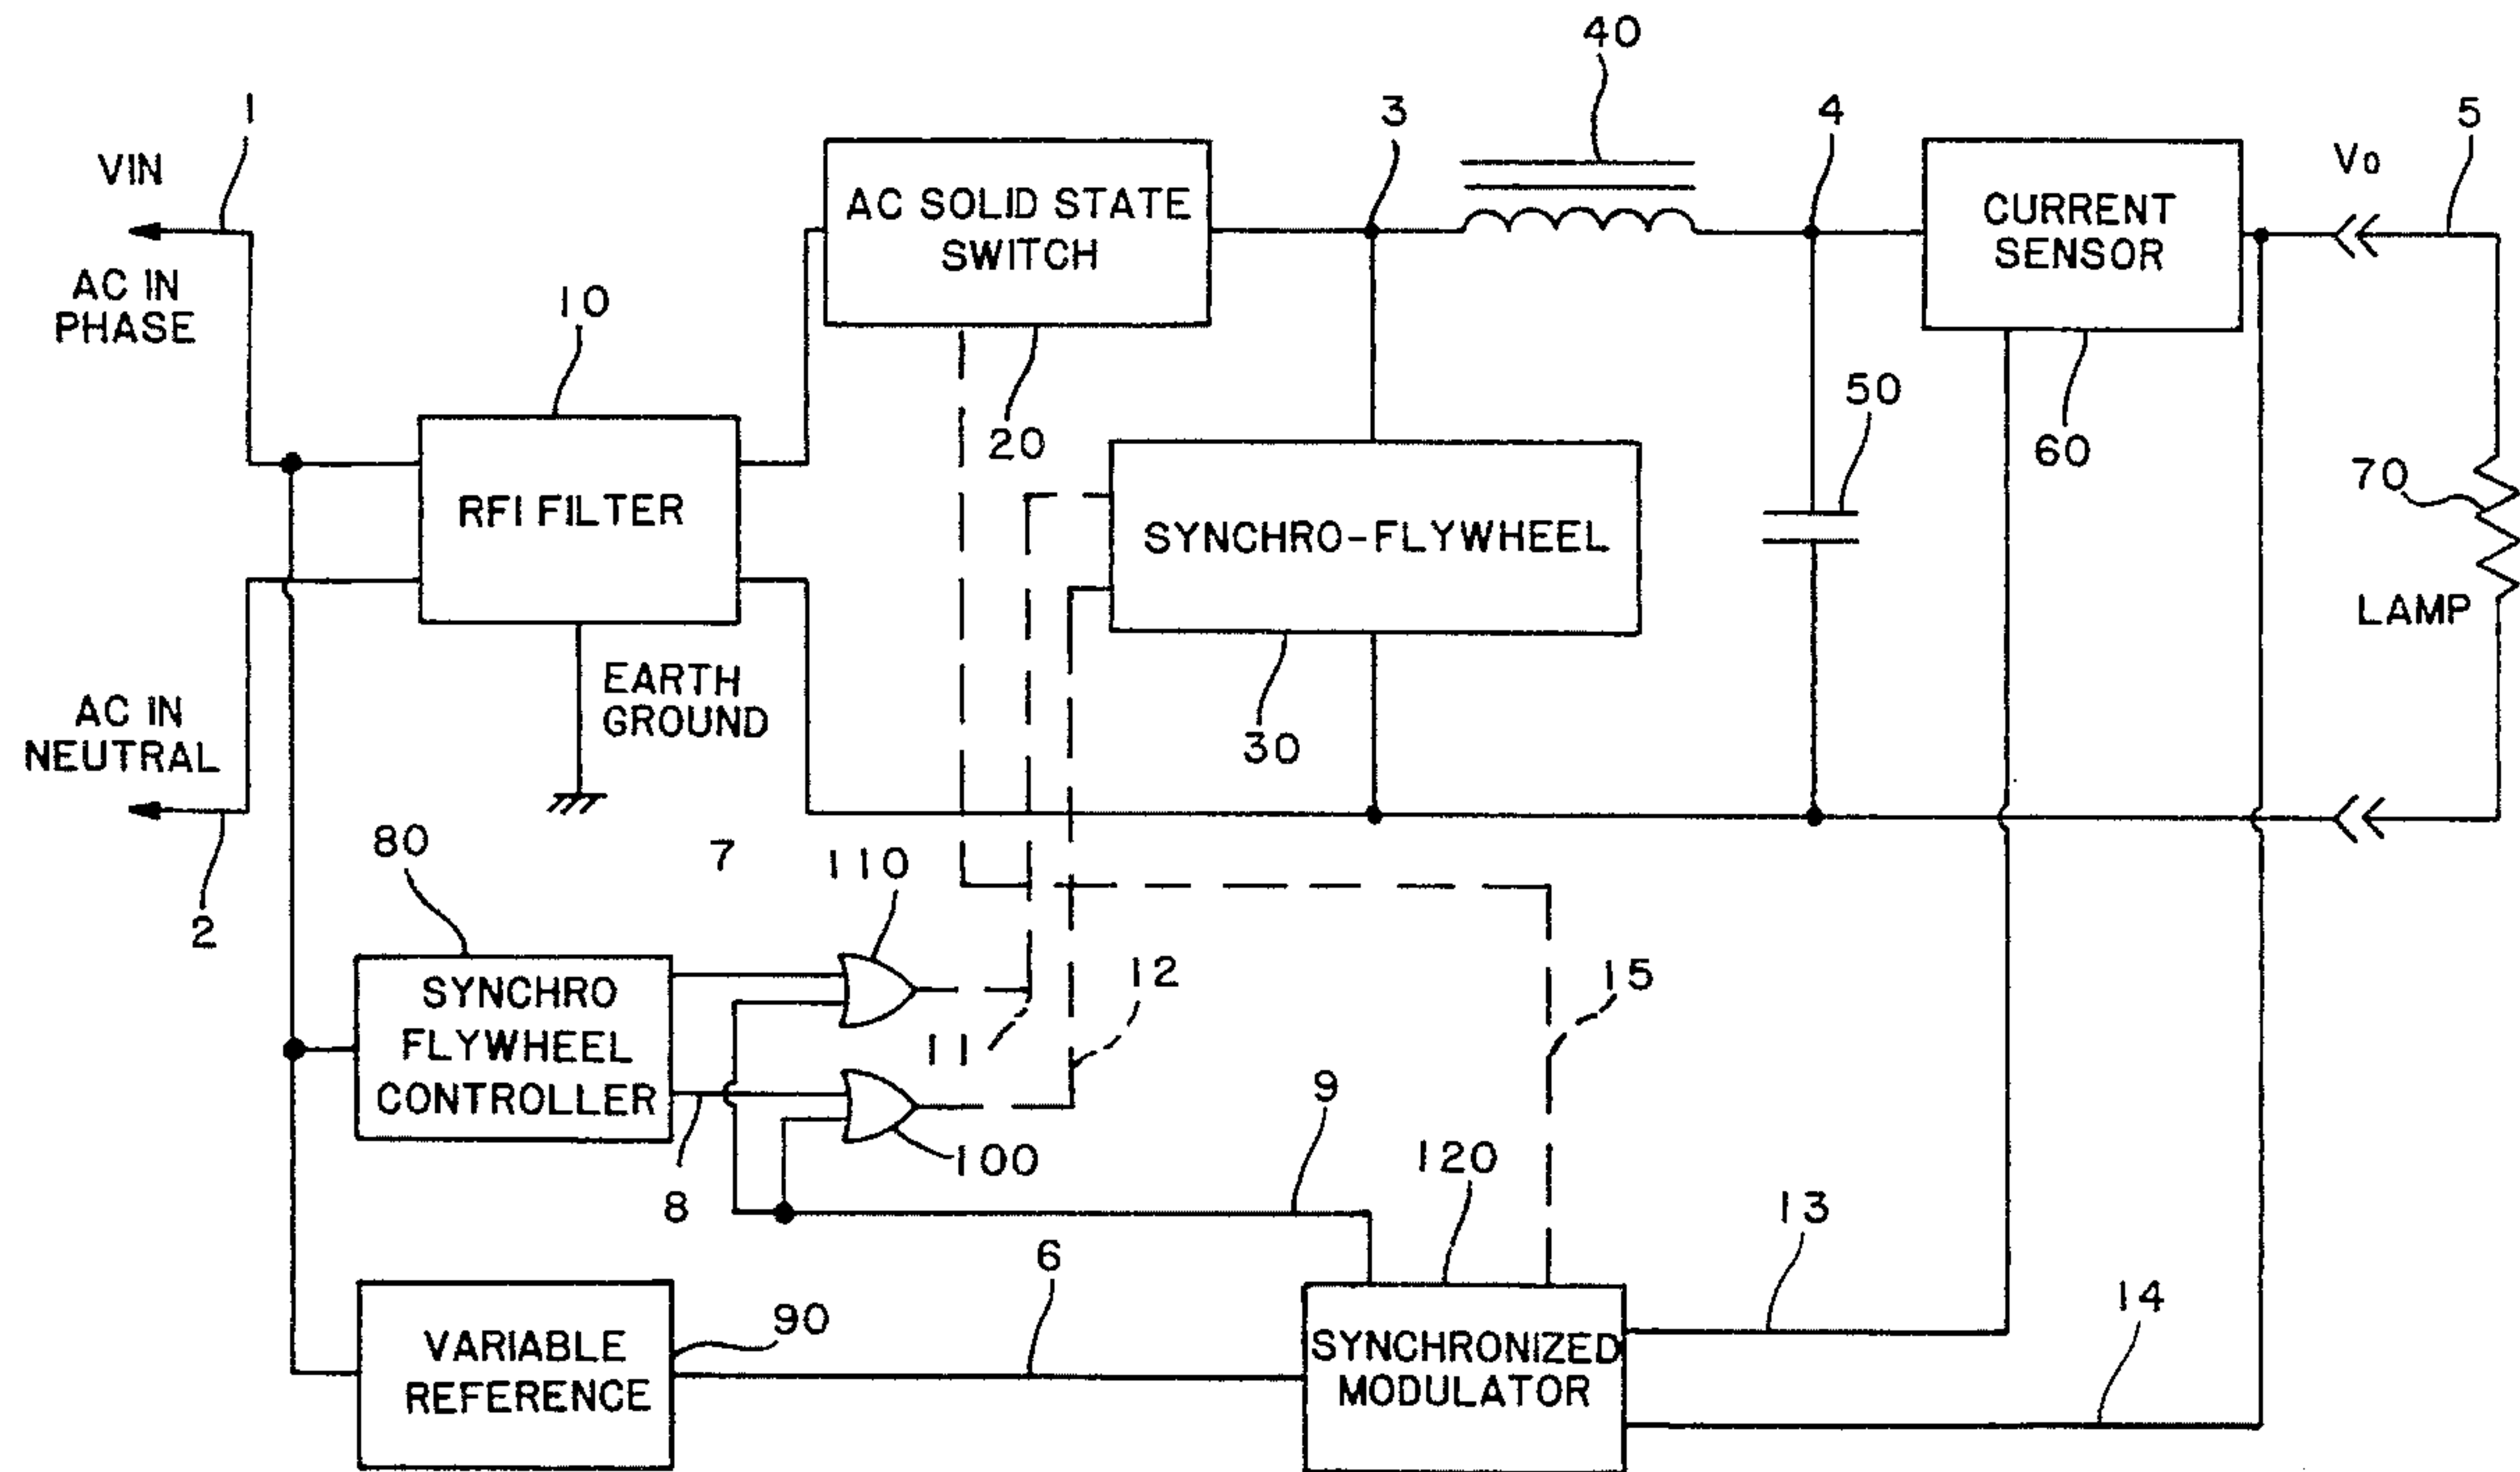 40
1
3
4
5
VIN
AC SOLID STATE
SWITCH
CURRENT
SENSOR
Vo
AC IN
PHASE
10
20
50
60
70
RFI FILTER
SYNCHRO-FLYWHEEL
LAMP
EARTH
GROUND
AC IN
NEUTRAL
30
2
80
7
110
SYNCHRO
FLYWHEEL
CONTROLLER
11
12
15
8
100
9
120
13
6
14
90
VARIABLE
REFERENCE
SYNCHRONIZED
MODULATOR